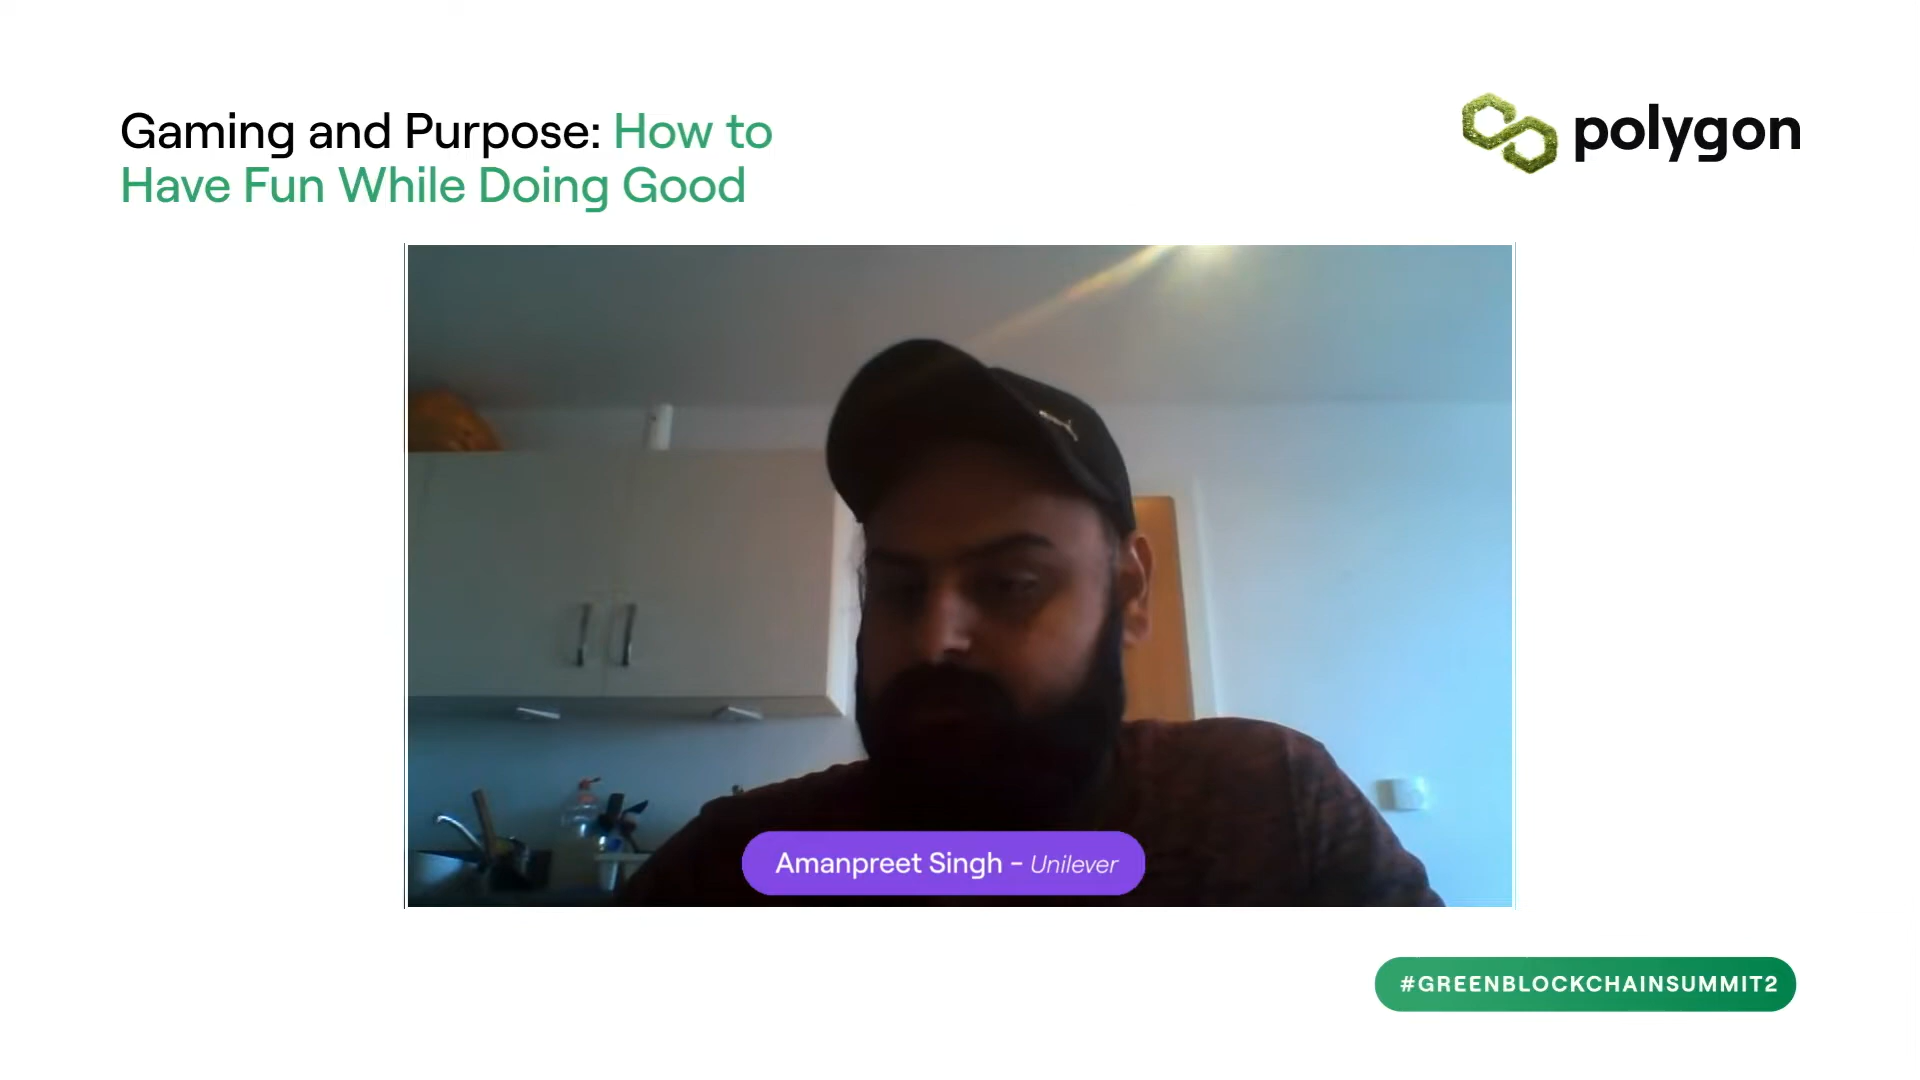 Gaming and Purpose: How to
Have Fun While Doing Good
polygon
Amanpreet Singh - Unilever
#GREENBLOCKCHAINSUMMIT2